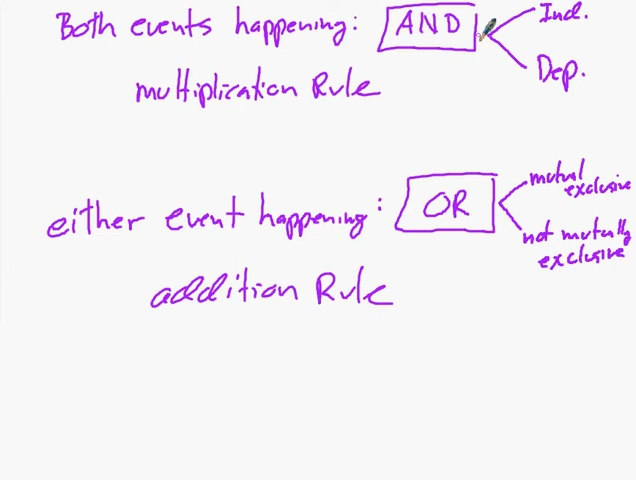 Both events happening: AND
Ind.
Dep.
multiplication Rule
either event happening: OR
mutual
exclusive
not mutually
exclusive
addition Rule